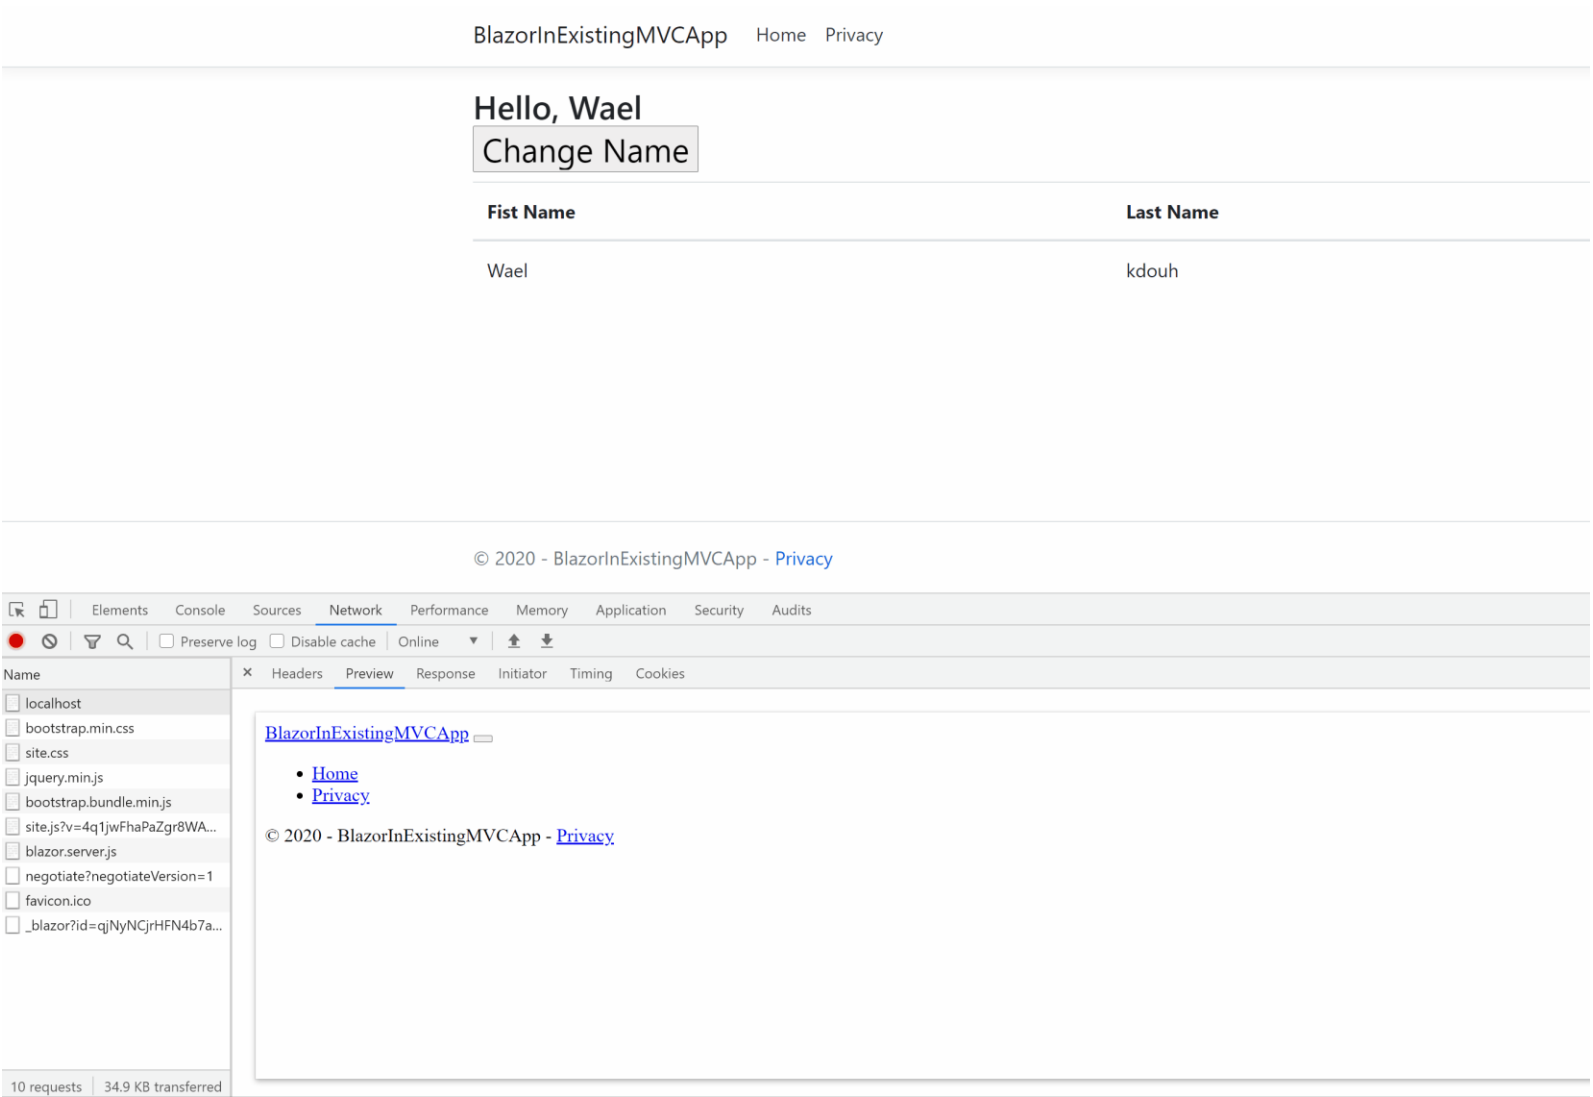 BlazorInExistingMVCApp Home Privacy
Hello, Wael
Change Name
Fist Name Last Name
Wael kdouh
© 2020 - BlazorInExistingMVCApp - Privacy
Elements Console Sources Network Performance Memory Application Security Audits
Preserve log Disable cache Online
Name
× Headers Preview Response Initiator Timing Cookies
localhost
bootstrap.min.css
site.css
jquery.min.js
bootstrap.bundle.min.js
site.js?v=4q1jwFhaPaZgr8WA...
blazor.server.js
negotiate?negotiateVersion=1
favicon.ico
_blazor?id=qjNyNCjrHFN4b7a...
BlazorInExistingMVCApp
• Home
• Privacy
© 2020 - BlazorInExistingMVCApp - Privacy
10 requests 34.9 KB transferred